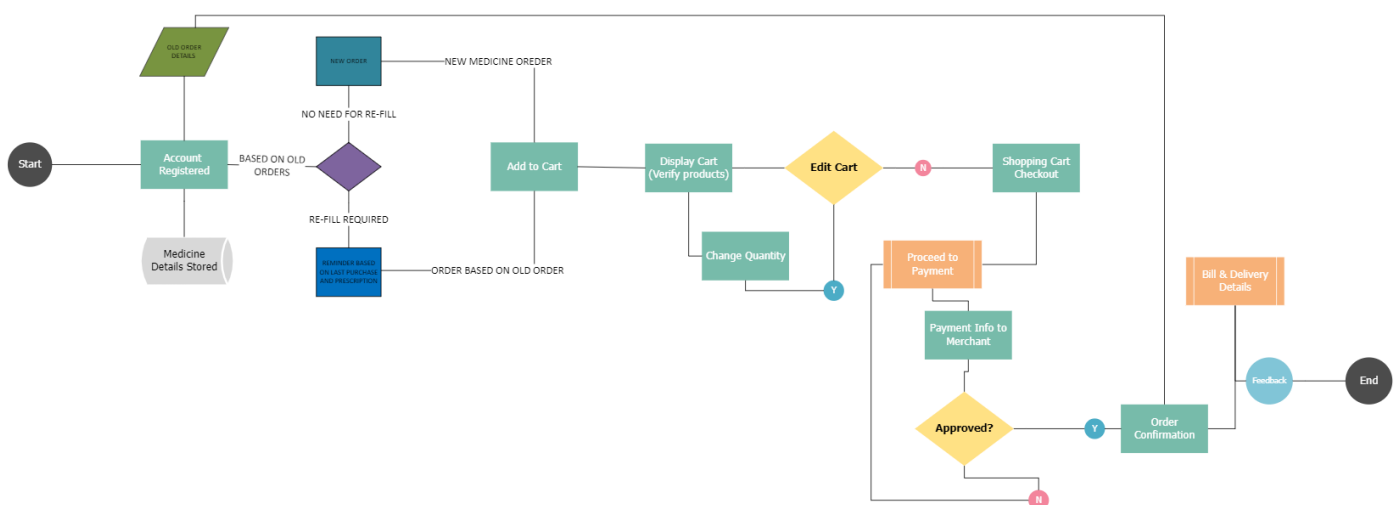 OLD ORDER
DETAILS
NEW ORDER
NEW MEDICINE OREDER
NO NEED FOR RE-FILL
Start
Account
Registered
BASED ON OLD
ORDERS
Add to Cart
Display Cart
(Verify products)
Edit Cart
N
Shopping Cart
Checkout
RE-FILL REQUIRED
Medicine
Details Stored
REMINDER BASED
ON LAST PURCHASE
AND PRESCRIPTION
ORDER BASED ON OLD ORDER
Change Quantity
Y
Proceed to
Payment
Bill & Delivery
Details
Payment Info to
Merchant
Feedback
End
Approved?
Y
Order
Confirmation
N